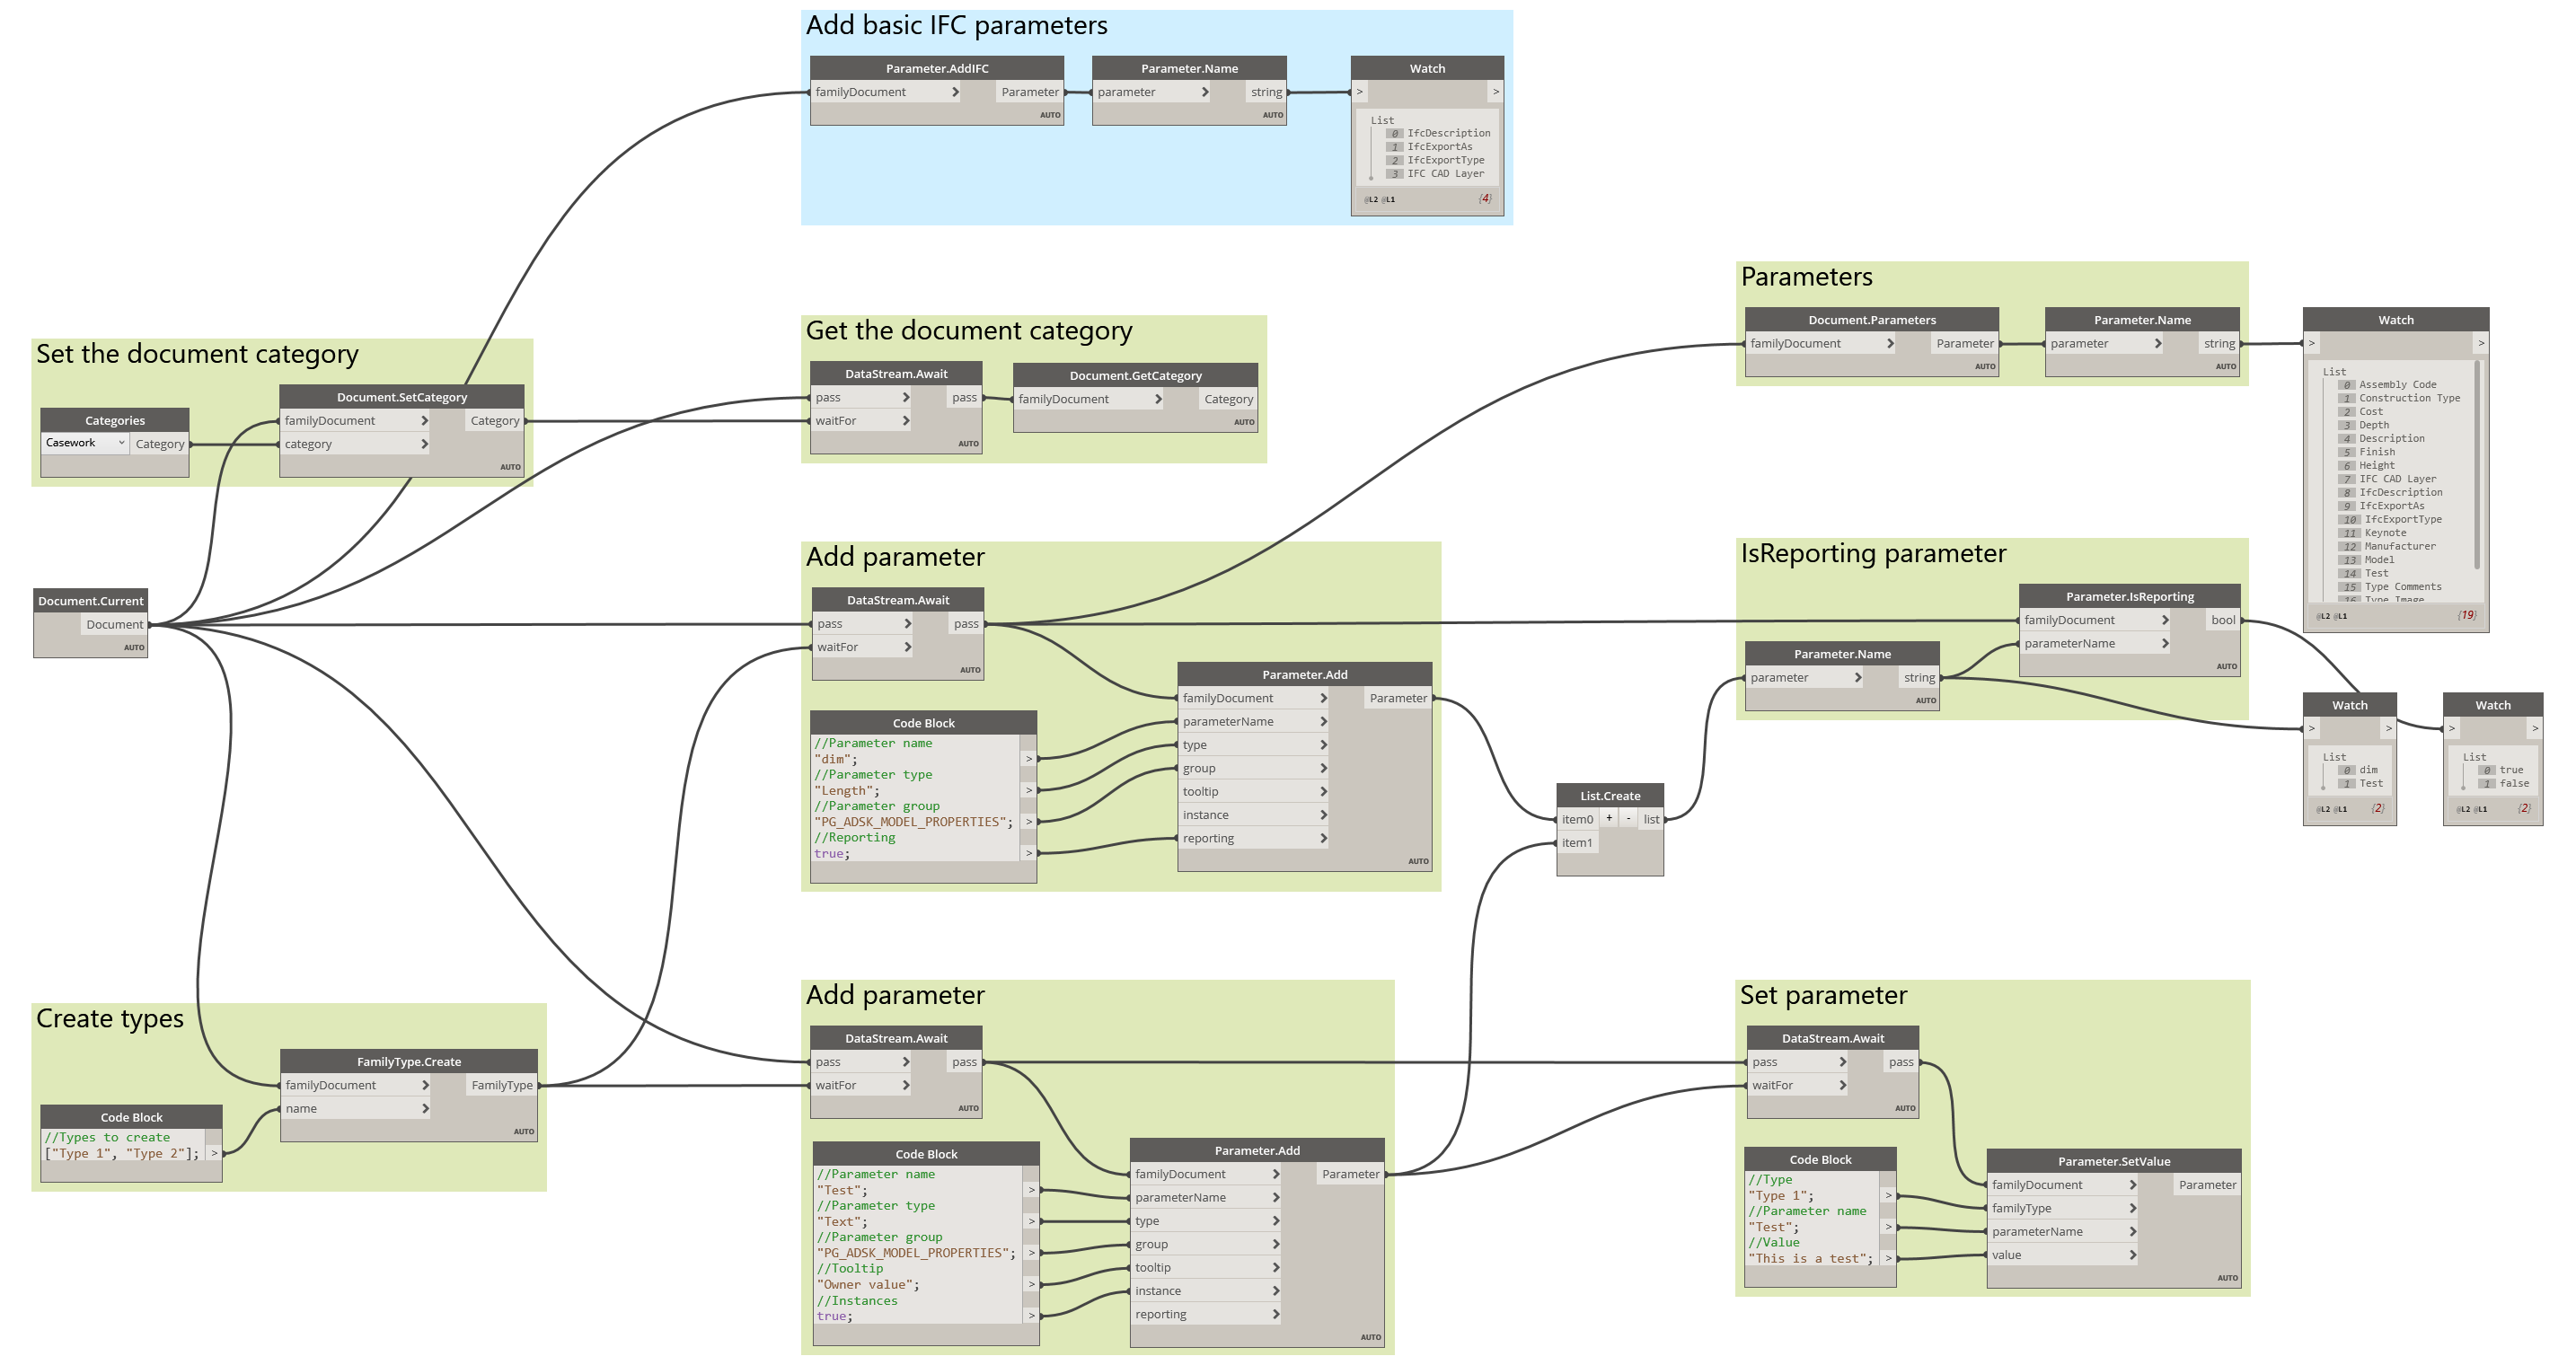 Add basic IFC parameters
Parameter.AddIFC
familyDocument > Parameter
AUTO
Parameter.Name
parameter > string
AUTO
Watch
> >
List
0 IfcDescription
1 IfcExportAs
2 IfcExportType
3 IFC CAD Layer
@L2 @L1 {4}
Set the document category
Categories
Casework Category
Document.SetCategory
familyDocument > Category
category >
AUTO
Get the document category
DataStream.Await
pass > pass
waitFor >
AUTO
Document.GetCategory
familyDocument > Category
AUTO
Parameters
Document.Parameters
familyDocument > Parameter
AUTO
Parameter.Name
parameter > string
AUTO
Watch
> >
List
0 Assembly Code
1 Construction Type
2 Cost
3 Depth
4 Description
5 Finish
6 Height
7 IFC CAD Layer
8 IfcDescription
9 IfcExportAs
10 IfcExportType
11 Keynote
12 Manufacturer
13 Model
14 Test
15 Type Comments
16 Type Image
@L2 @L1 {19}
Document.Current
Document
AUTO
Add parameter
DataStream.Await
pass > pass
waitFor >
AUTO
Code Block
//Parameter name
"dim"; >
//Parameter type
"Length"; >
//Parameter group
"PG_ADSK_MODEL_PROPERTIES"; >
//Reporting
true; >
Parameter.Add
familyDocument > Parameter
parameterName >
type >
group >
tooltip >
instance >
reporting >
AUTO
List.Create
item0 + - list
item1
IsReporting parameter
Parameter.Name
parameter > string
AUTO
Parameter.IsReporting
familyDocument > bool
parameterName >
AUTO
Watch
> >
List
0 dim
1 Test
@L2 @L1 {2}
Watch
> >
List
0 true
1 false
@L2 @L1 {2}
Create types
Code Block
//Types to create
["Type 1", "Type 2"]; >
FamilyType.Create
familyDocument > FamilyType
name >
AUTO
Add parameter
DataStream.Await
pass > pass
waitFor >
AUTO
Code Block
//Parameter name
"Test"; >
//Parameter type
"Text"; >
//Parameter group
"PG_ADSK_MODEL_PROPERTIES"; >
//Tooltip
"Owner value"; >
//Instances
true; >
Parameter.Add
familyDocument > Parameter
parameterName >
type >
group >
tooltip >
instance >
reporting >
AUTO
Set parameter
DataStream.Await
pass > pass
waitFor >
AUTO
Code Block
//Type
"Type 1"; >
//Parameter name
"Test"; >
//Value
"This is a test"; >
Parameter.SetValue
familyDocument > Parameter
familyType >
parameterName >
value >
AUTO